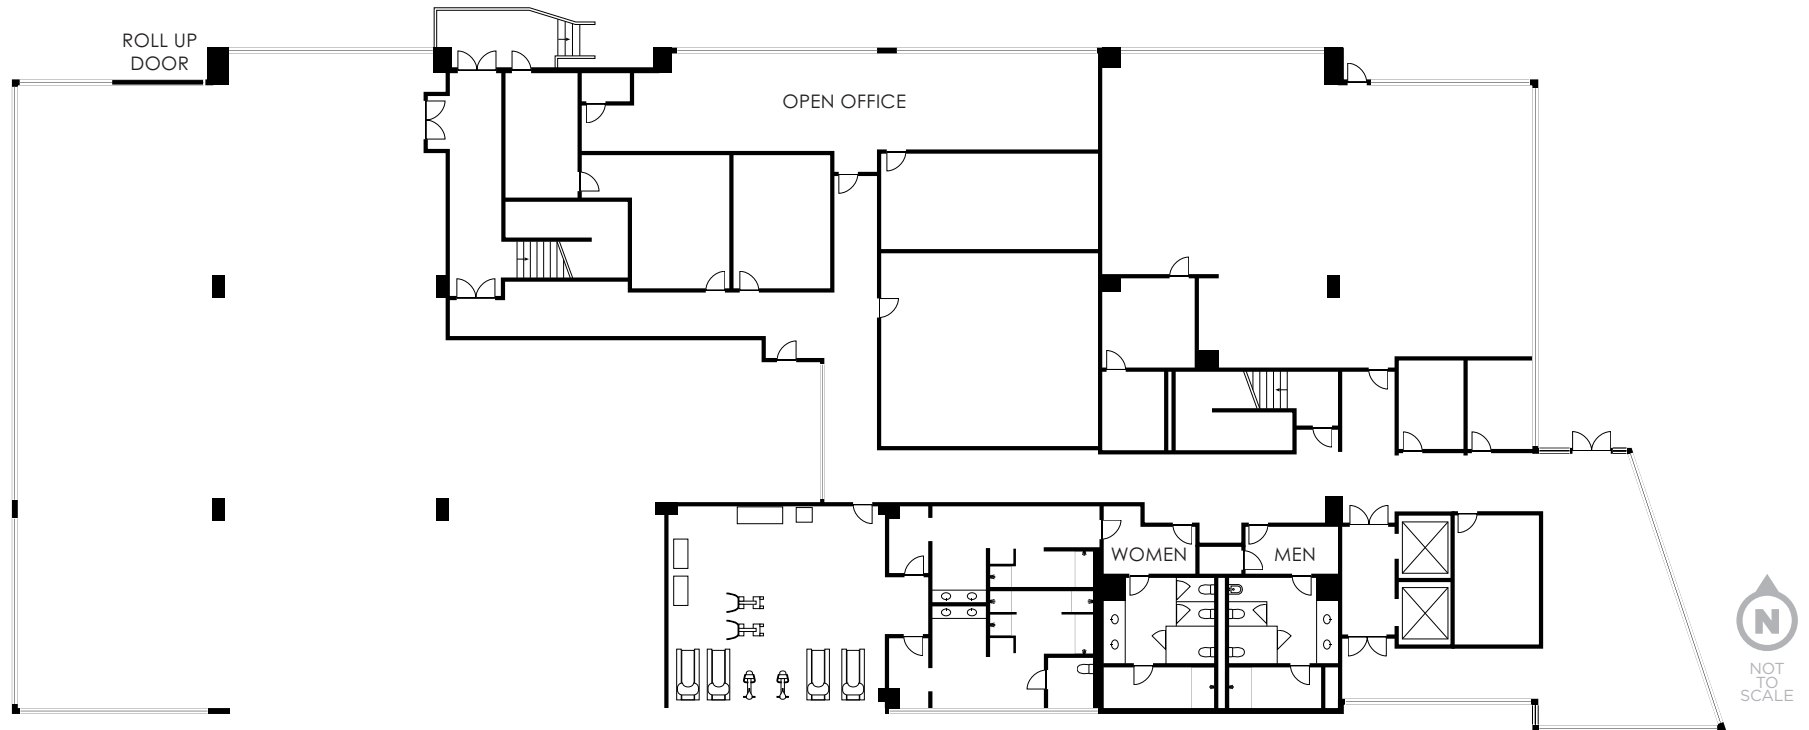 ROLL UP
DOOR
OPEN OFFICE
WOMEN
MEN
N
NOT
TO
SCALE